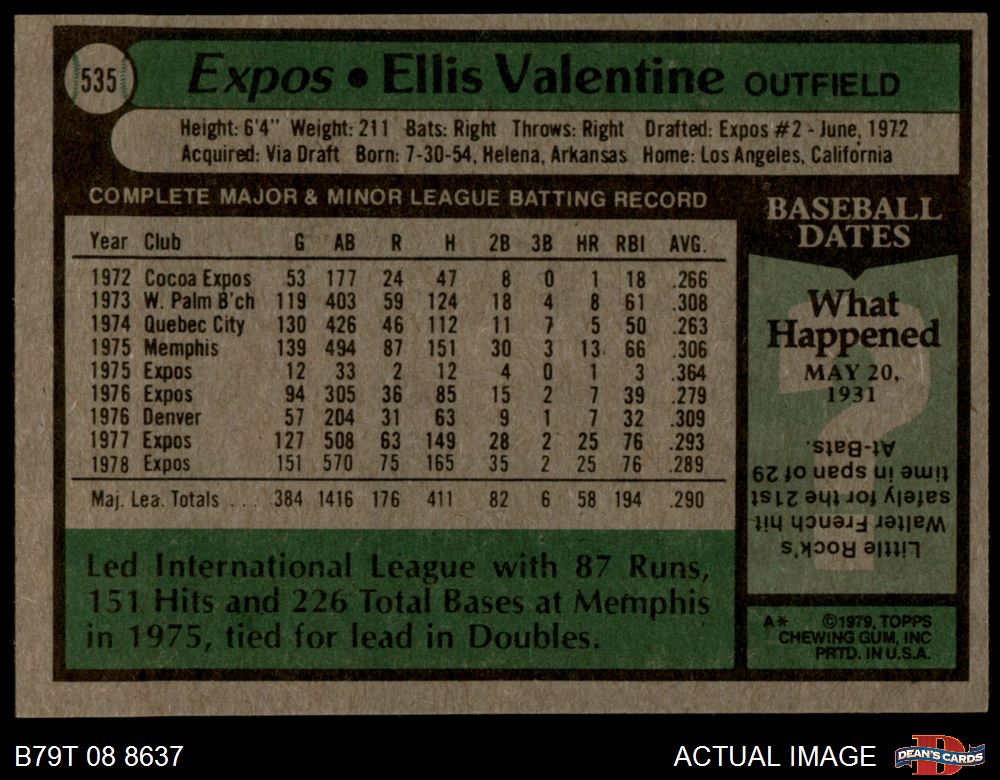 535
Expos • Ellis Valentine OUTFIELD
Height: 6'4" Weight: 211 Bats: Right Throws: Right Drafted: Expos #2 - June, 1972
Acquired: Via Draft Born: 7-30-54, Helena, Arkansas Home: Los Angeles, California
COMPLETE MAJOR & MINOR LEAGUE BATTING RECORD
Year Club G AB R H 2B 3B HR RBI AVG.
1972 Cocoa Expos 53 177 24 47 8 0 1 18 .266
1973 W. Palm B'ch 119 403 59 124 18 4 8 61 .308
1974 Quebec City 130 426 46 112 11 7 5 50 .263
1975 Memphis 139 494 87 151 30 3 13 66 .306
1975 Expos 12 33 2 12 4 0 1 3 .364
1976 Expos 94 305 36 85 15 2 7 39 .279
1976 Denver 57 204 31 63 9 1 7 32 .309
1977 Expos 127 508 63 149 28 2 25 76 .293
1978 Expos 151 570 75 165 35 2 25 76 .289
Maj. Lea. Totals . . . 384 1416 176 411 82 6 58 194 .290
Led International League with 87 Runs,
151 Hits and 226 Total Bases at Memphis
in 1975, tied for lead in Doubles.
BASEBALL
DATES
What
Happened
MAY 20,
1931
Little Rock's
Walter French hit
safely for the 21st
time in span of 29
At-Bats.
A* ©1979, TOPPS
CHEWING GUM, INC
PRTD. IN U.S.A.
B79T 08 8637
ACTUAL IMAGE
DEAN'S CARDS